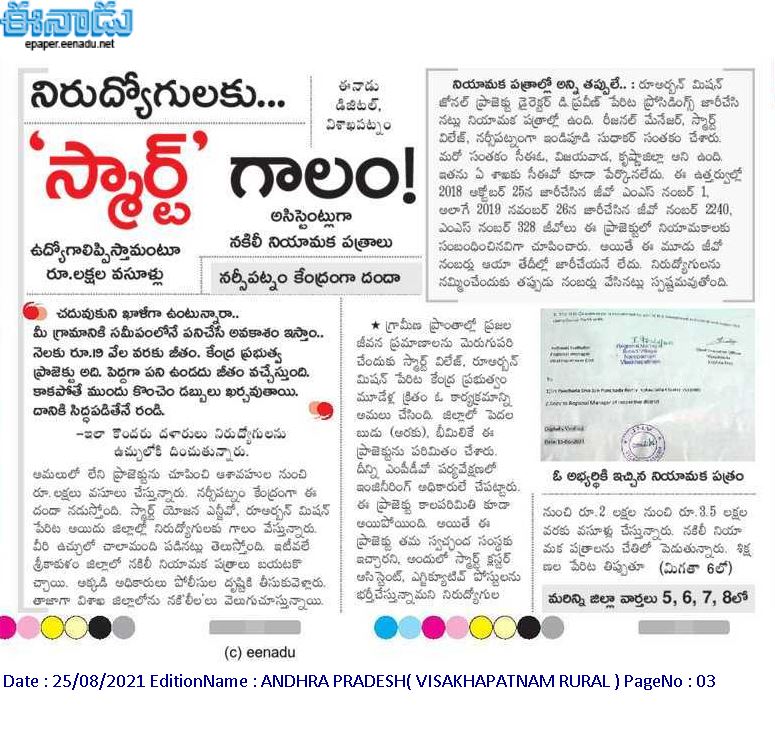 ఈనాడు
epaper.eenadu.net
నిరుద్యోగులకు...
ఈనాడు
డిజిటల్,
విశాఖపట్నం
'స్మార్ట్' గాలం!
ఉద్యోగాలిప్పిస్తామంటూ
రూ.లక్షల వసూళ్లు
అసిస్టెంట్లుగా
నకిలీ నియామక పత్రాలు
నర్సీపట్నం కేంద్రంగా దందా
నియామక పత్రాల్లో అన్ని తప్పులే.. : రూఅర్బన్ మిషన్
జోనల్ ప్రాజెక్టు డైరెక్టర్ డి.ప్రవీణ్ పేరిట ప్రొసీడింగ్స్ జారీచేసి
నట్లు నియామక పత్రాల్లో ఉంది. రీజనల్ మేనేజర్, స్మార్ట్
విలేజ్, నర్సీపట్నంగా ఇండిపూడి సుధాకర్ సంతకం చేశారు.
మరో సంతకం సీఈఓ, విజయవాడ, కృష్ణాజిల్లా అని ఉంది.
ఇతను ఏ శాఖకు సీఈవో కూడా పేర్కొనలేదు. ఈ ఉత్తర్వుల్లో
2018 అక్టోబర్ 25న జారీచేసిన జీవో ఎంఎస్ నంబర్ 1,
అలాగే 2019 నవంబర్ 26న జారీచేసిన జీవో నంబర్ 2240,
ఎంఎస్ నంబర్ 328 జీవోలు ఈ ప్రాజెక్టులో నియామకాలకు
సంబంధించినవిగా చూపించారు. అయితే ఈ మూడు జీవో
నంబర్లు ఆయా తేదీల్లో జారీచేయనే లేదు. నిరుద్యోగులను
నమ్మించేందుకు తప్పుడు నంబర్లు వేసినట్లు స్పష్టమవుతోంది.
చదువుకుని ఖాళీగా ఉంటున్నారా..
మీ గ్రామానికి సమీపంలోనే పనిచేసే అవకాశం ఇస్తాం..
నెలకు రూ.19 వేల వరకు జీతం. కేంద్ర ప్రభుత్వ
ప్రాజెక్టు అది. పెద్దగా పని ఉండదు జీతం వచ్చేస్తుంది.
కాకపోతే ముందు కొంచెం డబ్బులు ఖర్చవుతాయి.
దానికి సిద్ధపడితేనే రండి.
-ఇలా కొందరు దళారులు నిరుద్యోగులను
ఉచ్చులోకి దించుతున్నారు.
అమలులో లేని ప్రాజెక్టును చూపించి ఆశావహుల నుంచి
రూ.లక్షలు వసూలు చేస్తున్నారు. నర్సీపట్నం కేంద్రంగా ఈ
దందా నడుస్తోంది. స్మార్ట్ యోజన ఎన్జీవో, రూఅర్బన్ మిషన్
పేరిట అయిదు జిల్లాల్లో నిరుద్యోగులకు గాలం వేస్తున్నారు.
వీరి ఉచ్చులో చాలామంది పడినట్లు తెలుస్తోంది. ఇటీవలే
శ్రీకాకుళం జిల్లాలో నకిలీ నియామక పత్రాలు బయటకొ
చ్చాయి. అక్కడి అధికారులు పోలీసుల దృష్టికి తీసుకువెళ్లారు.
తాజాగా విశాఖ జిల్లాలోను నకిలీలు వెలుగుచూస్తున్నాయి.
★ గ్రామీణ ప్రాంతాల్లో ప్రజల
జీవన ప్రమాణాలను మెరుగుపరి
చేందుకు స్మార్ట్ విలేజ్, రూఅర్బన్
మిషన్ పేరిట కేంద్ర ప్రభుత్వం
మూడేళ్ల క్రితం ఓ కార్యక్రమాన్ని
అమలు చేసింది. జిల్లాలో పెదల
బుడు (అరకు), భీమిలికే ఈ
ప్రాజెక్టును పరిమితం చేశారు.
దీన్ని ఎంపీడీవో పర్యవేక్షణలో
ఇంజినీరింగ్ అధికారులే చేపట్టారు.
ఈ ప్రాజెక్టు కాలపరిమితి కూడా
అయిపోయింది. అయితే ఈ
ప్రాజెక్టు తమ స్వచ్ఛంద సంస్థకు
ఇచ్చారని, అందులో స్మార్ట్ క్లస్టర్
అసిస్టెంట్, ఎగ్జిక్యూటివ్ పోస్టులను
భర్తీచేస్తున్నామని నిరుద్యోగుల
ఓ అభ్యర్థికి ఇచ్చిన నియామక పత్రం
నుంచి రూ.2 లక్షల నుంచి రూ.3.5 లక్షల
వరకు వసూళ్లు చేస్తున్నారు. నకిలీ నియా
మక పత్రాలను చేతిలో పెడుతున్నారు. శిక్ష
ణల పేరిట తిప్పుతూ (మిగతా 6లో)
మరిన్ని జిల్లా వార్తలు 5, 6, 7, 8లో
(c) eenadu
Date : 25/08/2021 EditionName : ANDHRA PRADESH( VISAKHAPATNAM RURAL ) PageNo : 03